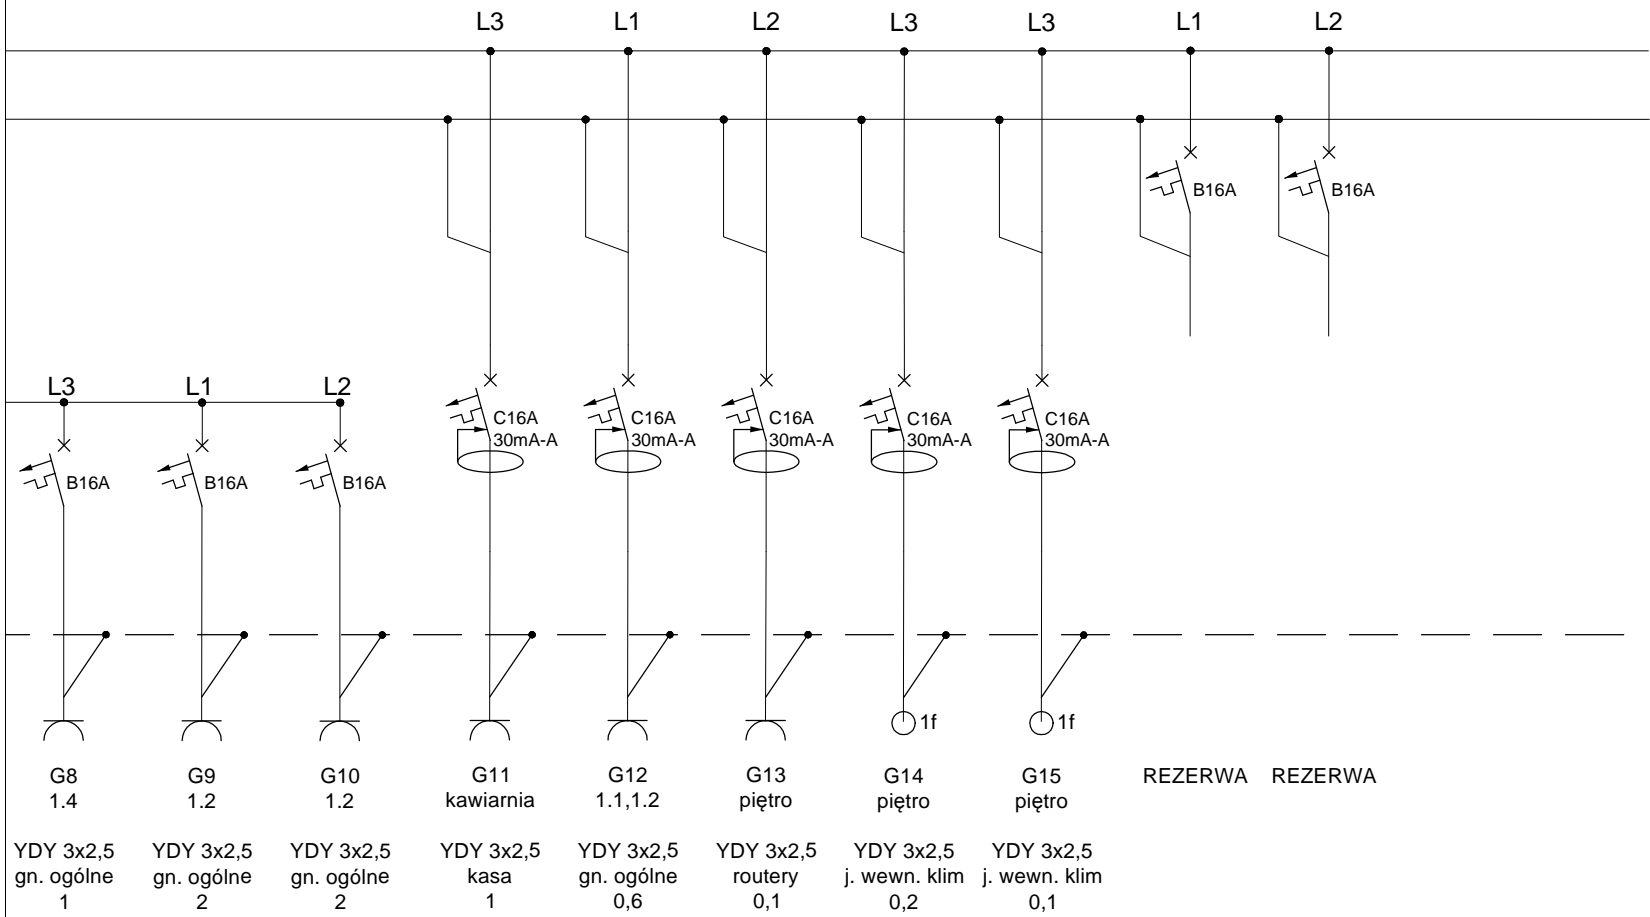 L3 L1 L2 L3 L3 L1 L2
B16A B16A
L3 L1 L2
C16A C16A C16A C16A C16A
30mA-A 30mA-A 30mA-A 30mA-A 30mA-A
B16A B16A B16A
1f 1f
G8 G9 G10 G11 G12 G13 G14 G15 REZERWA REZERWA
1.4 1.2 1.2 kawiarnia 1.1,1.2 piętro piętro piętro
YDY 3x2,5 YDY 3x2,5 YDY 3x2,5 YDY 3x2,5 YDY 3x2,5 YDY 3x2,5 YDY 3x2,5 YDY 3x2,5
gn. ogólne gn. ogólne gn. ogólne kasa gn. ogólne routery j. wewn. klim j. wewn. klim
1 2 2 1 0,6 0,1 0,2 0,1